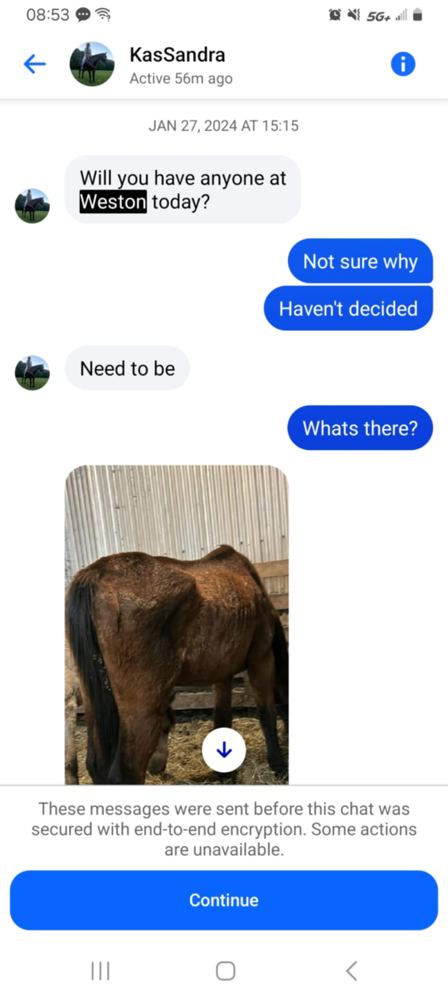 08:53
5G+
KasSandra
Active 56m ago
JAN 27, 2024 AT 15:15
Will you have anyone at
Weston today?
Not sure why
Haven't decided
Need to be
Whats there?
These messages were sent before this chat was
secured with end-to-end encryption. Some actions
are unavailable.
Continue